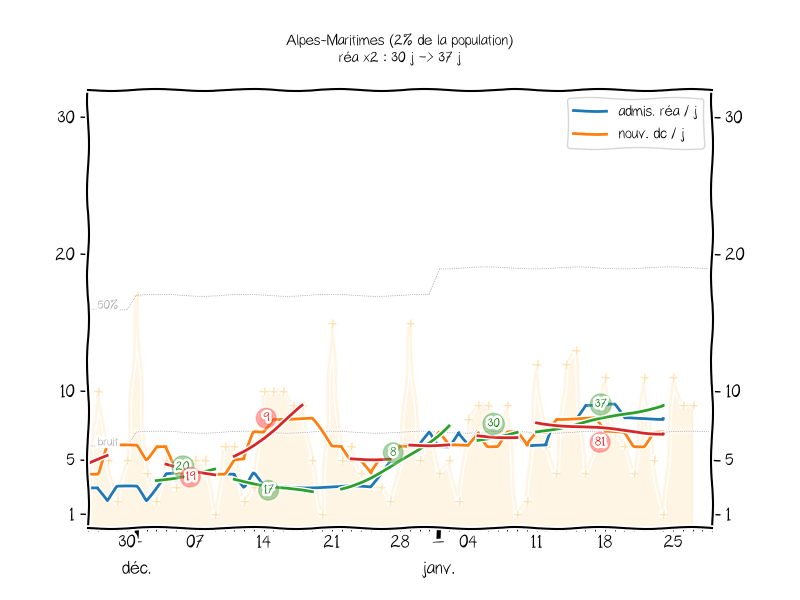 Alpes-Maritimes (2% de la population)
réa x2 : 30 j -> 37 j
admis. réa / j
nouv. dc / j
30 30
20 20
50%
10 10
9 30 37
bruit
5 20 19 8 81 5
17
1 1
30 07 14 21 28 04 11 18 25
déc. janv.